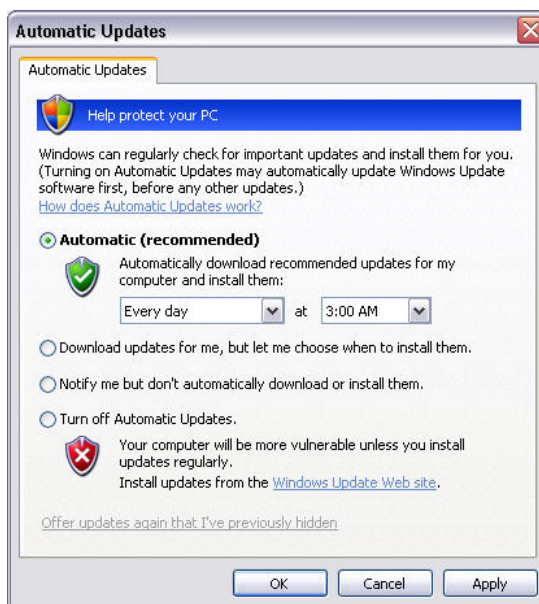 Automatic Updates
Automatic Updates
Help protect your PC
Windows can regularly check for important updates and install them for you.
(Turning on Automatic Updates may automatically update Windows Update
software first, before any other updates.)
How does Automatic Updates work?
Automatic (recommended)
Automatically download recommended updates for my
computer and install them:
Every day at 3:00 AM
Download updates for me, but let me choose when to install them.
Notify me but don't automatically download or install them.
Turn off Automatic Updates.
Your computer will be more vulnerable unless you install
updates regularly.
Install updates from the Windows Update Web site.
Offer updates again that I've previously hidden
OK Cancel Apply